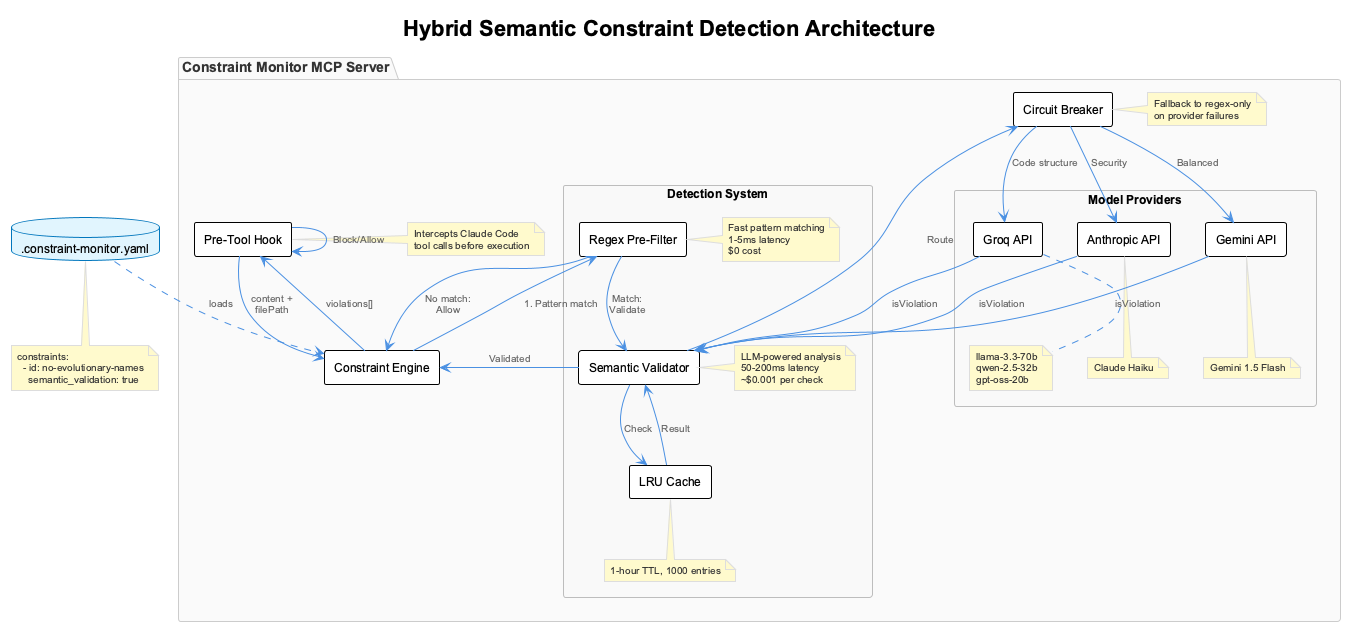 Hybrid Semantic Constraint Detection Architecture
Constraint Monitor MCP Server
Circuit Breaker
Fallback to regex-only
on provider failures
Code structure
Security
Balanced
Detection System
Model Providers
.constraint-monitor.yaml
Pre-Tool Hook
Block/Allow
Intercepts Claude Code
tool calls before execution
Regex Pre-Filter
Fast pattern matching
1-5ms latency
$0 cost
Route
Groq API
Anthropic API
Gemini API
loads
content +
filePath
violations[]
No match:
Allow
1. Pattern match
Match:
Validate
isViolation
isViolation
isViolation
constraints:
- id: no-evolutionary-names
semantic_validation: true
Constraint Engine
Validated
Semantic Validator
LLM-powered analysis
50-200ms latency
~$0.001 per check
llama-3.3-70b
qwen-2.5-32b
gpt-oss-20b
Claude Haiku
Gemini 1.5 Flash
Check
Result
LRU Cache
1-hour TTL, 1000 entries